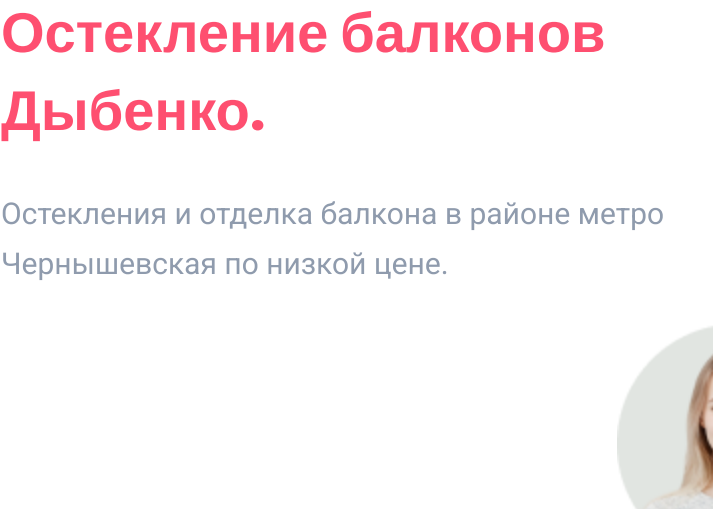 Остекление балконов
Дыбенко.
Остекления и отделка балкона в районе метро
Чернышевская по низкой цене.